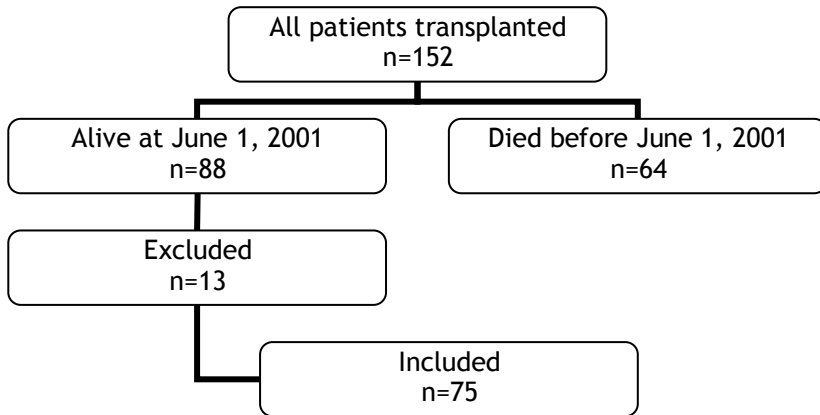 All patients transplanted
n=152
Alive at June 1, 2001
n=88
Died before June 1, 2001
n=64
Excluded
n=13
Included
n=75